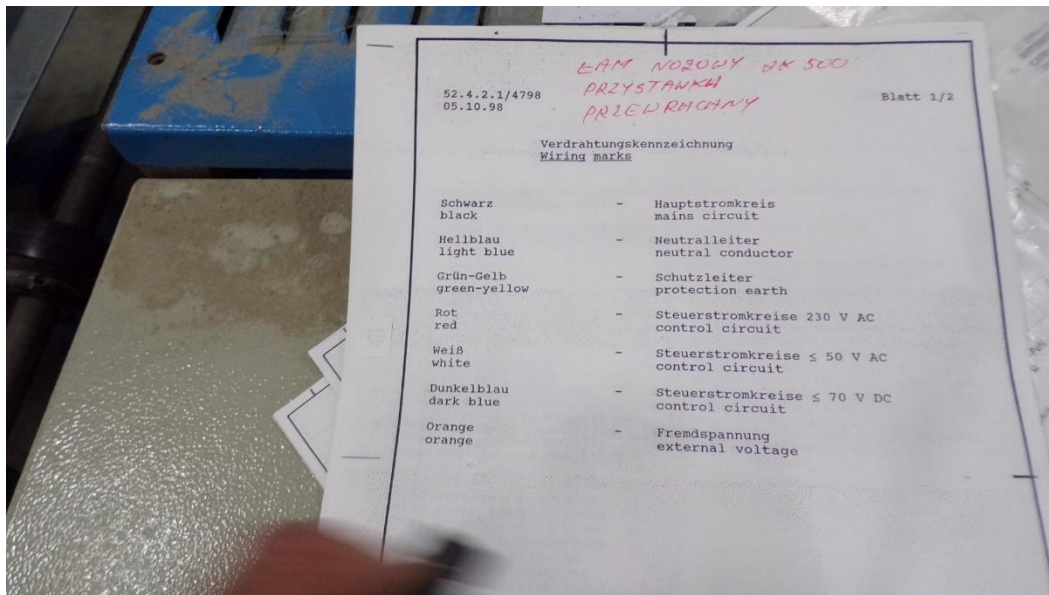 ŁAM NOŻOWY ZK 500
PRZYSTAWKA
PRZEWRACANY
52.4.2.1/4798
05.10.98
Blatt 1/2
Verdrahtungskennzeichnung
Wiring marks
Schwarz - Hauptstromkreis
black mains circuit
Hellblau - Neutralleiter
light blue neutral conductor
Grün-Gelb - Schutzleiter
green-yellow protection earth
Rot - Steuerstromkreise 230 V AC
red control circuit
Weiß - Steuerstromkreise ≤ 50 V AC
white control circuit
Dunkelblau - Steuerstromkreise ≤ 70 V DC
dark blue control circuit
Orange - Fremdspannung
orange external voltage